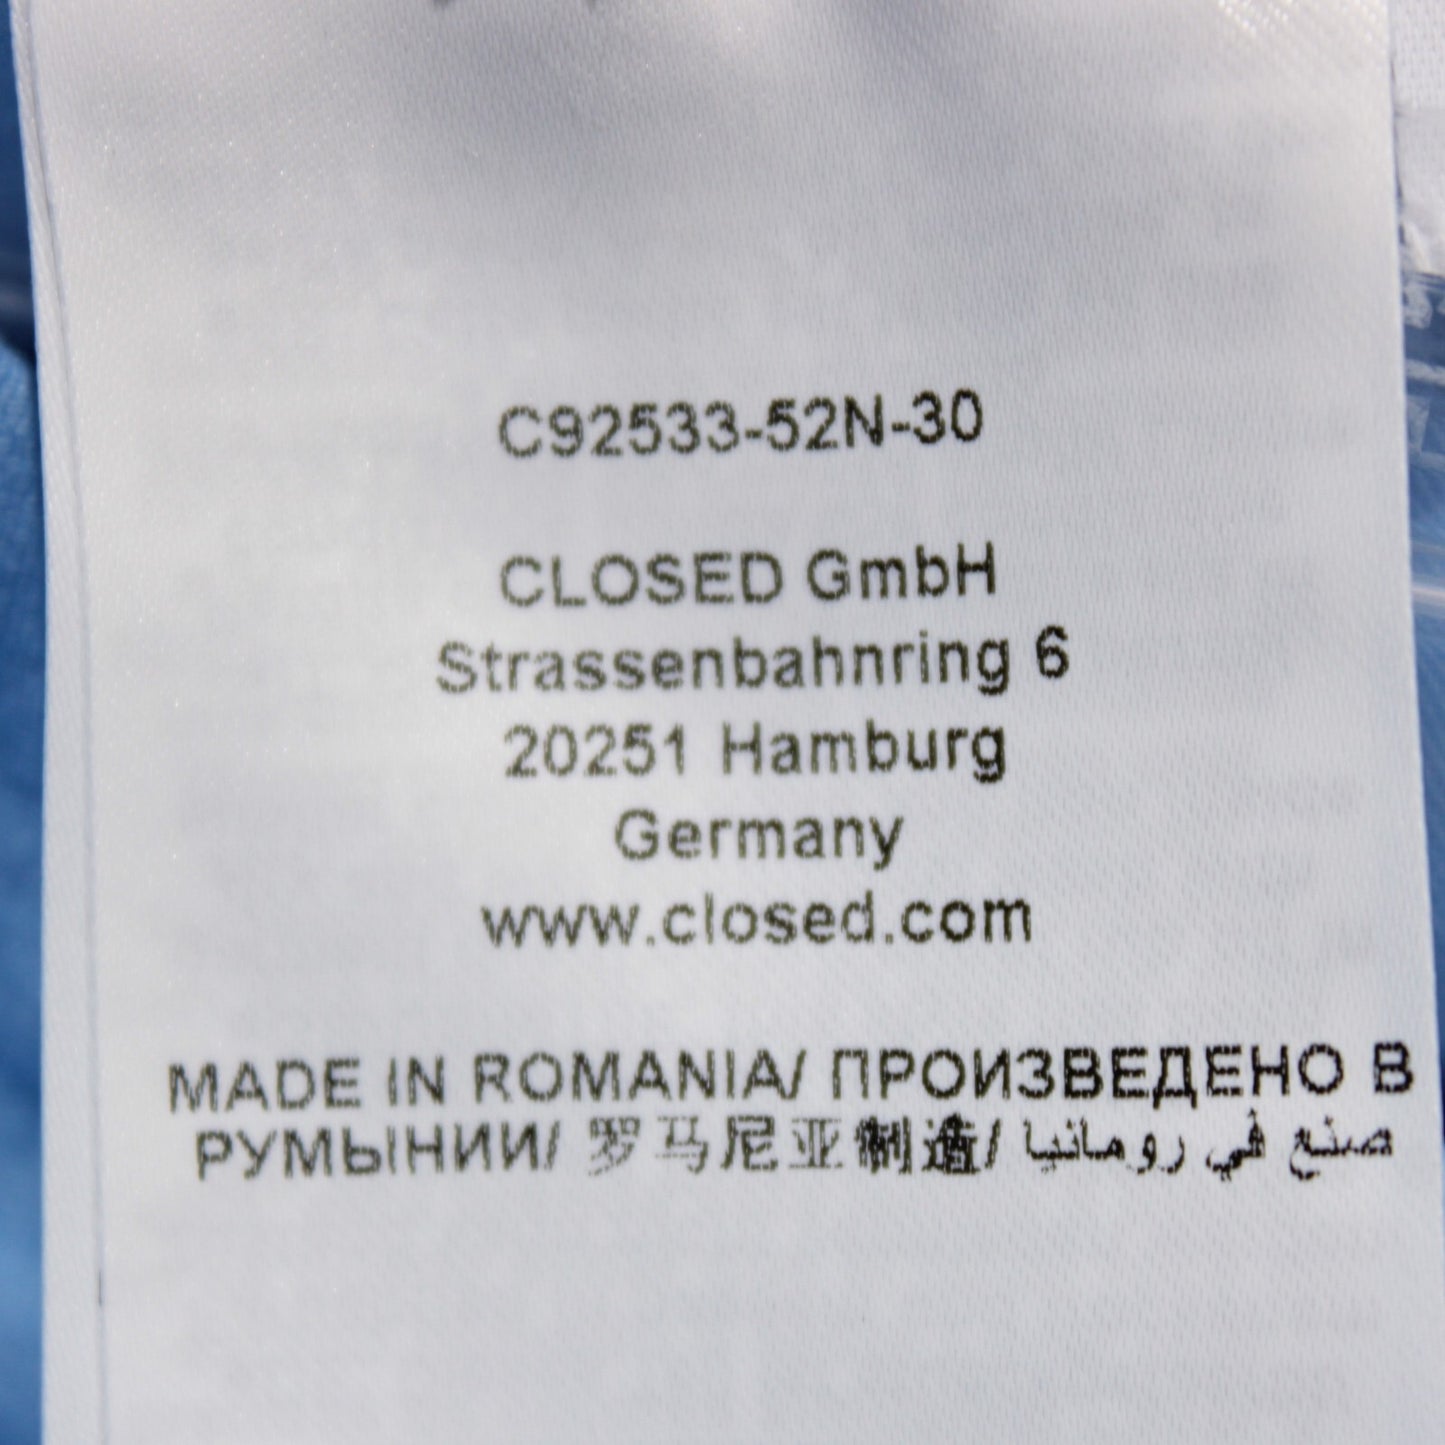 C92533-52N-30
CLOSED GmbH
Strassenbahnring 6
20251 Hamburg
Germany
www.closed.com
MADE IN ROMANIA/ ПРОИЗВЕДЕНО В
РУМЫНИИ/ 罗马尼亚制造/ صنع في رومانيا